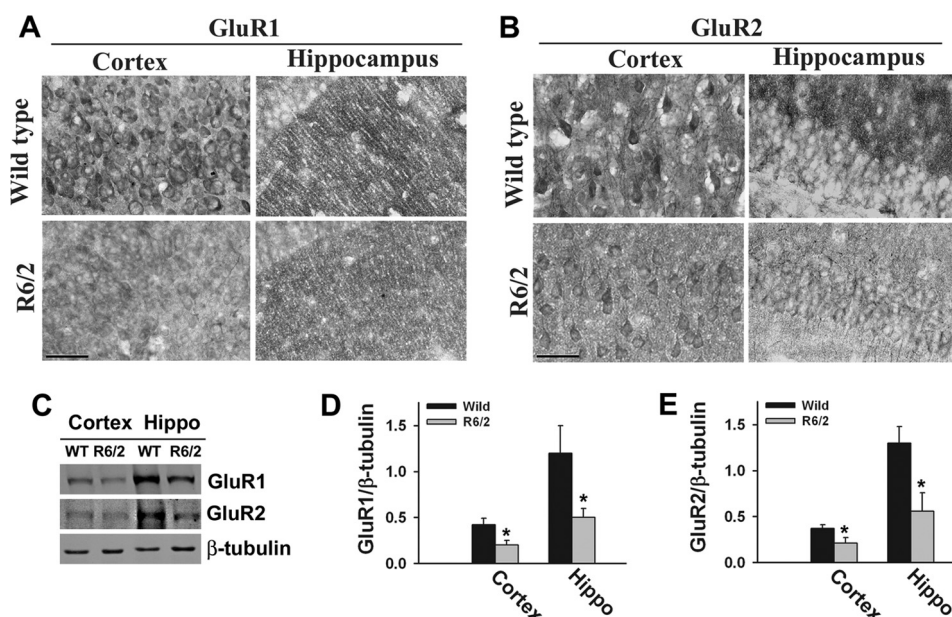 A
GluR1
Cortex
Hippocampus
Wild type
R6/2
B
GluR2
Cortex
Hippocampus
Wild type
R6/2
C
Cortex Hippo
WT R6/2 WT R6/2
GluR1
GluR2
β-tubulin
D
Wild
R6/2
GluR1/β-tubulin
1.5
1.0
0.5
0.0
*
*
Cortex
Hippo
E
Wild
R6/2
GluR2/β-tubulin
1.5
1.0
0.5
0.0
*
*
Cortex
Hippo